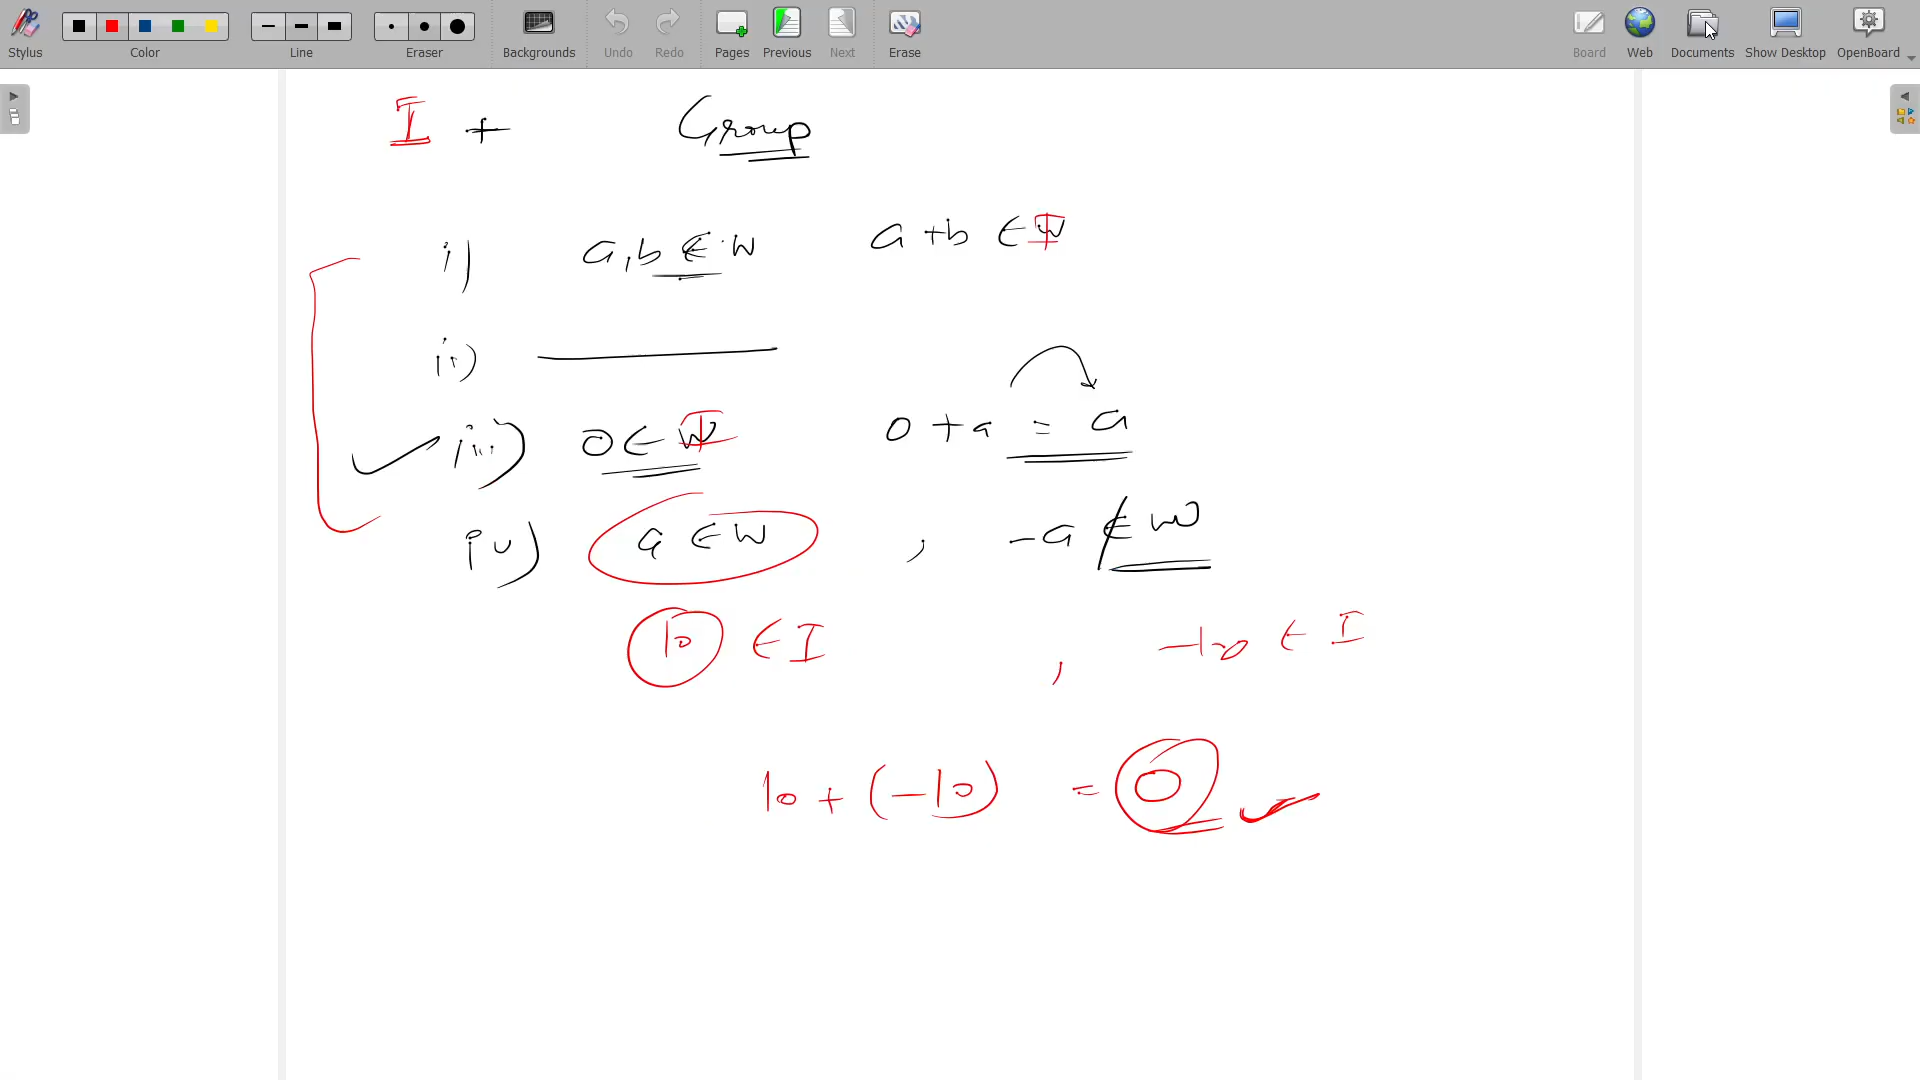 Stylus Color Line Eraser Backgrounds Undo Redo Pages Previous Next Erase Board Web Documents Show Desktop OpenBoard
I + Group
i) a,b ∈ W a+b ∈ I
ii)
iii) 0 ∈ I 0 + a = a
iv) a ∈ W , -a ∉ W
10 ∈ I , -10 ∈ I
10 + (-10) = 0